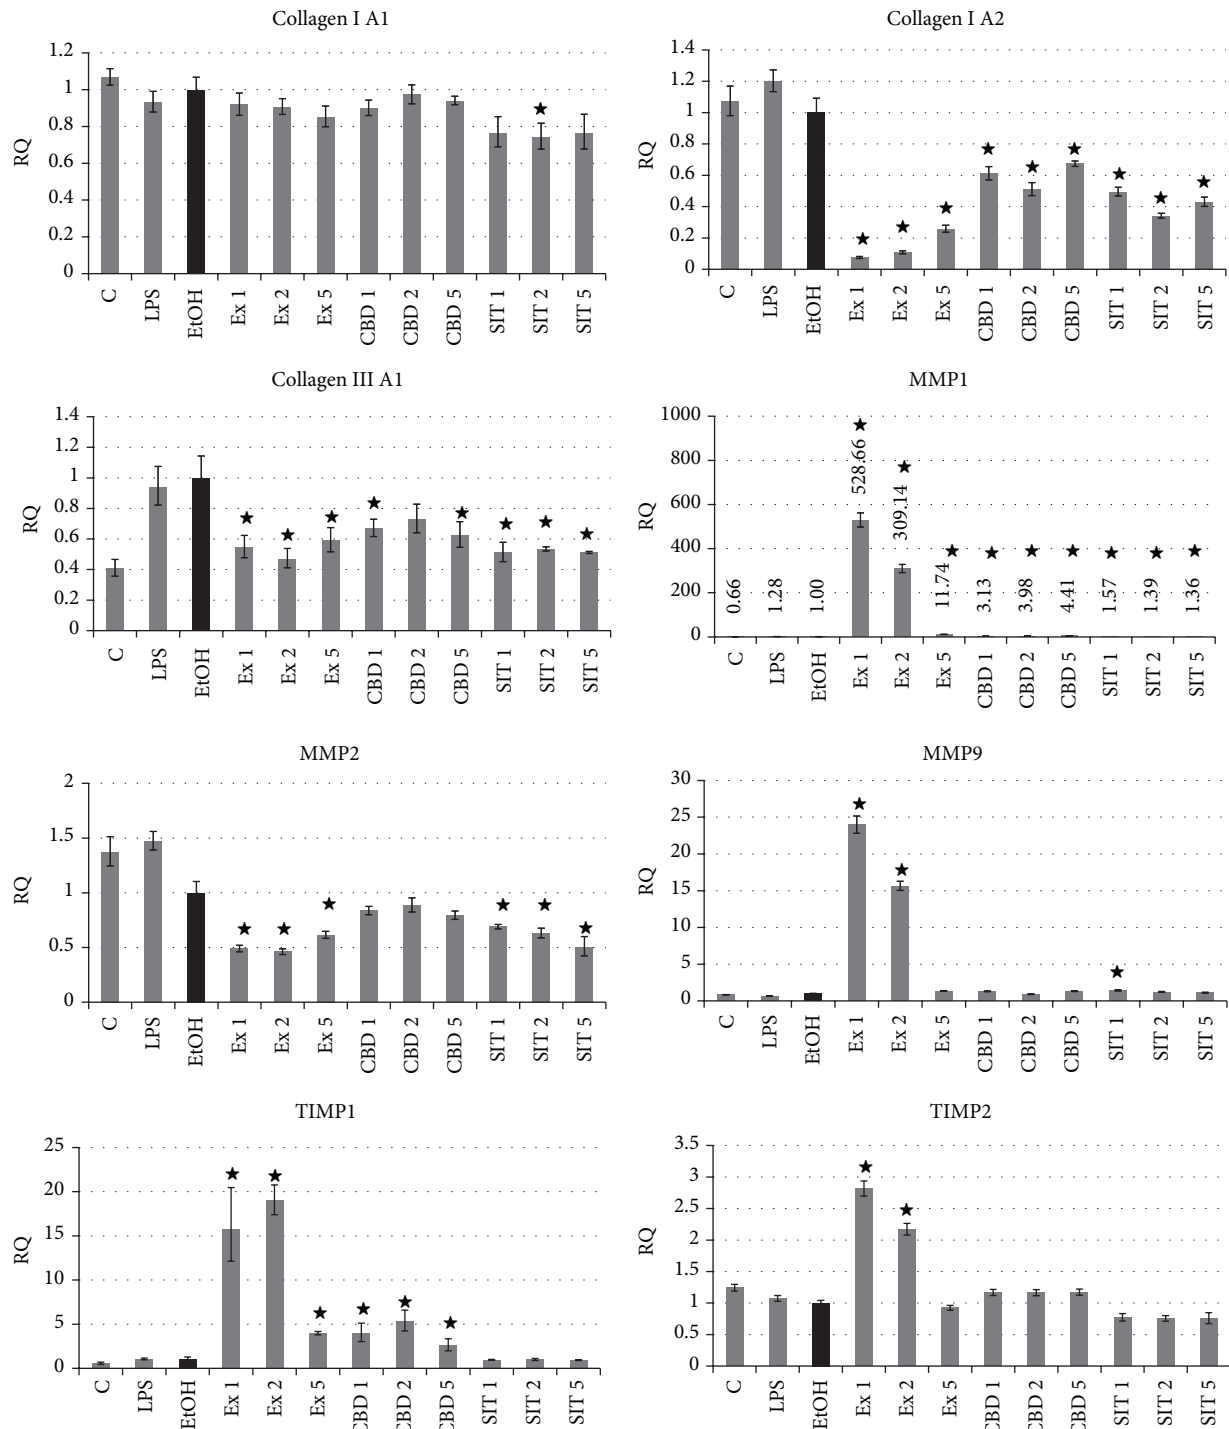 Collagen I A1
RQ
1.2
1
0.8
0.6
0.4
0.2
0
C LPS EtOH Ex 1 Ex 2 Ex 5 CBD 1 CBD 2 CBD 5 SIT 1 SIT 2 SIT 5
★
Collagen I A2
RQ
1.4
1.2
1
0.8
0.6
0.4
0.2
0
C LPS EtOH Ex 1 Ex 2 Ex 5 CBD 1 CBD 2 CBD 5 SIT 1 SIT 2 SIT 5
★ ★ ★ ★ ★ ★ ★ ★ ★
Collagen III A1
RQ
1.4
1.2
1
0.8
0.6
0.4
0.2
0
C LPS EtOH Ex 1 Ex 2 Ex 5 CBD 1 CBD 2 CBD 5 SIT 1 SIT 2 SIT 5
★ ★ ★ ★ ★ ★ ★ ★
MMP1
RQ
1000
800
600
400
200
0
0.66 1.28 1.00 528.66 309.14 11.74 3.13 3.98 4.41 1.57 1.39 1.36
C LPS EtOH Ex 1 Ex 2 Ex 5 CBD 1 CBD 2 CBD 5 SIT 1 SIT 2 SIT 5
★ ★ ★ ★ ★ ★ ★ ★ ★
MMP2
RQ
2
1.5
1
0.5
0
C LPS EtOH Ex 1 Ex 2 Ex 5 CBD 1 CBD 2 CBD 5 SIT 1 SIT 2 SIT 5
★ ★ ★ ★ ★ ★
MMP9
RQ
30
25
20
15
10
5
0
C LPS EtOH Ex 1 Ex 2 Ex 5 CBD 1 CBD 2 CBD 5 SIT 1 SIT 2 SIT 5
★ ★ ★
TIMP1
RQ
25
20
15
10
5
0
C LPS EtOH Ex 1 Ex 2 Ex 5 CBD 1 CBD 2 CBD 5 SIT 1 SIT 2 SIT 5
★ ★ ★ ★ ★ ★
TIMP2
RQ
3.5
3
2.5
2
1.5
1
0.5
0
C LPS EtOH Ex 1 Ex 2 Ex 5 CBD 1 CBD 2 CBD 5 SIT 1 SIT 2 SIT 5
★ ★